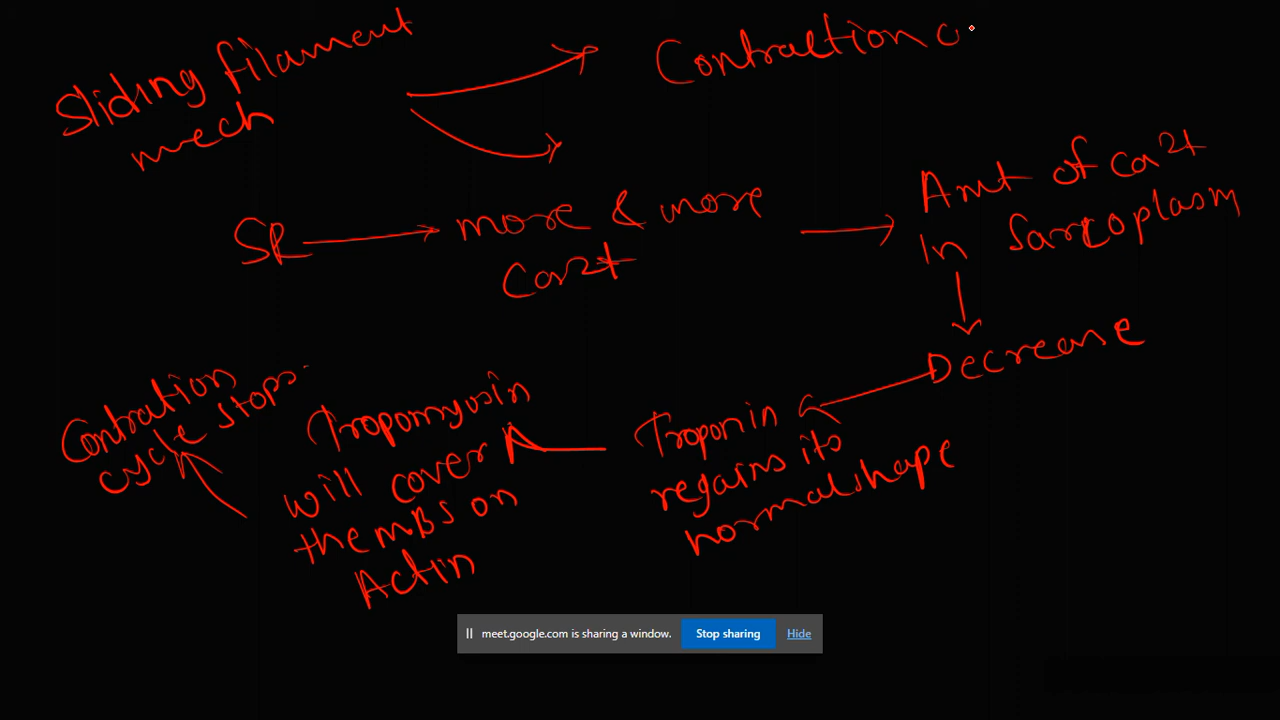 Sliding filament
mech
Contraction c
SR
more & more
Ca2+
Amt of Ca2+
in Sarcoplasm
Decrease
Troponin
regains its
normal shape
Tropomyosin
will cover
the MBS on
Actin
Contration
cycle stops
meet.google.com is sharing a window. Stop sharing Hide